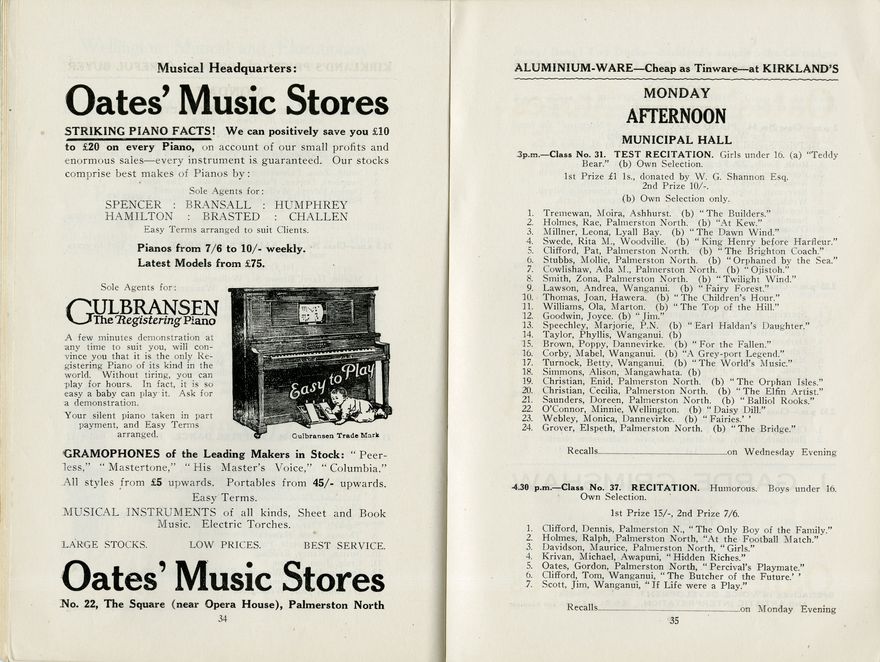 Musical Headquarters:
Oates' Music Stores
STRIKING PIANO FACTS! We can positively save you £10
to £20 on every Piano, on account of our small profits and
enormous sales—every instrument is guaranteed. Our stocks
comprise best makes of Pianos by:
Sole Agents for:
SPENCER : BRANSALL : HUMPHREY
HAMILTON : BRASTED : CHALLEN
Easy Terms arranged to suit Clients.
Pianos from 7/6 to 10/- weekly.
Latest Models from £75.
Sole Agents for:
GULBRANSEN
The Registering Piano
A few minutes demonstration at
any time to suit you, will con-
vince you that it is the only Re-
gistering Piano of its kind in the
world. Without tiring, you can
play for hours. In fact, it is so
easy a baby can play it. Ask for
a demonstration.
Your silent piano taken in part
payment, and Easy Terms
arranged.
Easy to Play
Gulbransen Trade Mark
GRAMOPHONES of the Leading Makers in Stock: "Peer-
less," "Mastertone," "His Master's Voice," "Columbia."
All styles from £5 upwards. Portables from 45/- upwards.
Easy Terms.
MUSICAL INSTRUMENTS of all kinds, Sheet and Book
Music. Electric Torches.
LARGE STOCKS. LOW PRICES. BEST SERVICE.
Oates' Music Stores
No. 22, The Square (near Opera House), Palmerston North
34
ALUMINIUM-WARE—Cheap as Tinware—at KIRKLAND'S
MONDAY
AFTERNOON
MUNICIPAL HALL
3p.m.—Class No. 31. TEST RECITATION. Girls under 16. (a) "Teddy
Bear." (b) Own Selection.
1st Prize £1 1s., donated by W. G. Shannon Esq.
2nd Prize 10/-.
(b) Own Selection only.
1. Tremewan, Moira, Ashhurst. (b) "The Builders."
2. Holmes, Rae, Palmerston North. (b) "At Kew."
3. Millner, Leona, Lyall Bay. (b) "The Dawn Wind."
4. Swede, Rita M., Woodville. (b) "King Henry before Harfleur."
5. Clifford, Pat, Palmerston North. (b) "The Brighton Coach."
6. Stubbs, Mollie, Palmerston North. (b) "Orphaned by the Sea."
7. Cowlishaw, Ada M., Palmerston North. (b) "Ojistoh."
8. Smith, Zona, Palmerston North. (b) "Twilight Wind."
9. Lawson, Andrea, Wanganui. (b) "Fairy Forest."
10. Thomas, Joan, Hawera. (b) "The Children's Hour."
11. Williams, Ola, Marton. (b) "The Top of the Hill."
12. Goodwin, Joyce. (b) "Jim."
13. Speechley, Marjorie, P.N. (b) "Earl Haldan's Daughter."
14. Taylor, Phyllis, Wanganui. (b)
15. Brown, Poppy, Dannevirke. (b) "For the Fallen."
16. Corby, Mabel, Wanganui. (b) "A Grey-port Legend."
17. Turnock, Betty, Wanganui. (b) "The World's Music."
18. Simmons, Alison, Mangawhata. (b)
19. Christian, Enid, Palmerston North. (b) "The Orphan Isles."
20. Christian, Cecilia, Palmerston North. (b) "The Elfin Artist."
21. Saunders, Doreen, Palmerston North. (b) "Balliol Rooks."
22. O'Connor, Minnie, Wellington. (b) "Daisy Dill."
23. Webley, Monica, Dannevirke. (b) "Fairies.' '
24. Grover, Elspeth, Palmerston North. (b) "The Bridge."
Recalls____________on Wednesday Evening
4.30 p.m.—Class No. 37. RECITATION. Humorous. Boys under 16.
Own Selection.
1st Prize 15/-, 2nd Prize 7/6.
1. Clifford, Dennis, Palmerston N., "The Only Boy of the Family."
2. Holmes, Ralph, Palmerston North, "At the Football Match."
3. Davidson, Maurice, Palmerston North, "Girls."
4. Krivan, Michael, Awapuni, "Hidden Riches."
5. Oates, Gordon, Palmerston North, "Percival's Playmate."
6. Clifford, Tom, Wanganui, "The Butcher of the Future.' '
7. Scott, Jim, Wanganui, "If Life were a Play."
Recalls____________on Monday Evening
35